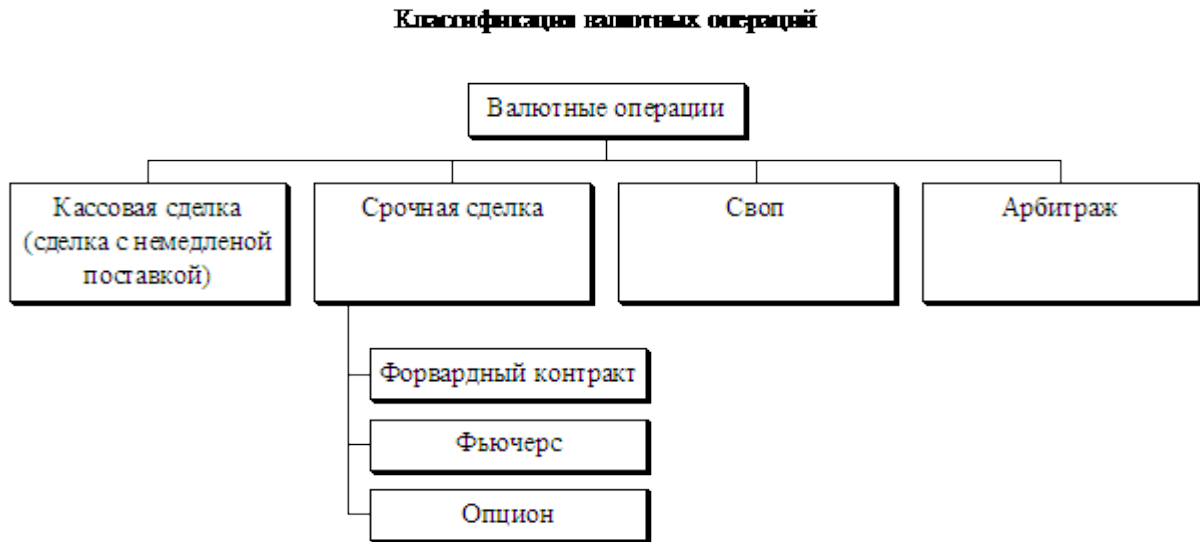 Классификация валютных операций
Валютные операции
Кассовая сделка
(сделка с немедленой
поставкой)
Срочная сделка
Своп
Арбитраж
Форвардный контракт
Фьючерс
Опцион